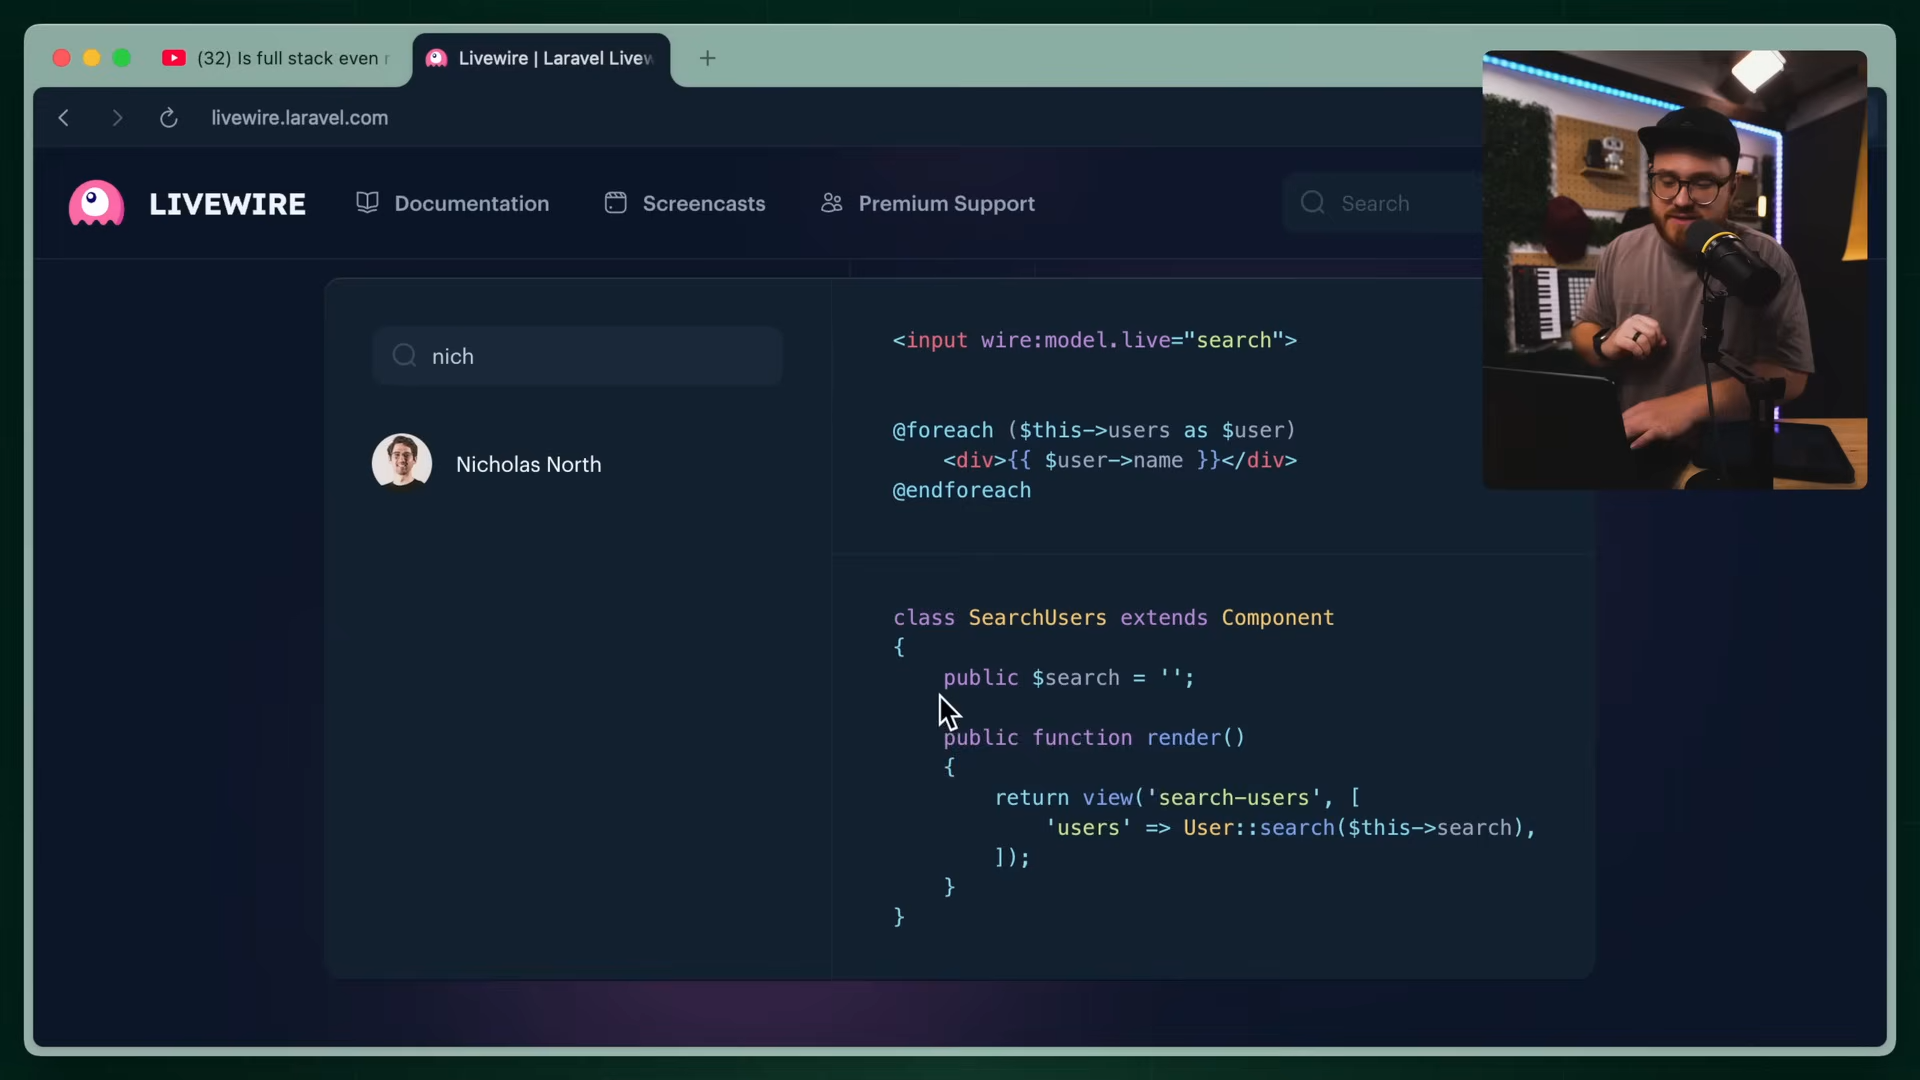 (32) Is full stack even
Livewire | Laravel Livew
livewire.laravel.com
LIVEWIRE
Documentation
Screencasts
Premium Support
Search
nich
Nicholas North
<input wire:model.live="search">
@foreach ($this->users as $user)
    <div>{{ $user->name }}</div>
@endforeach
class SearchUsers extends Component
{
    public $search = '';
    public function render()
    {
        return view('search-users', [
            'users' => User::search($this->search),
        ]);
    }
}